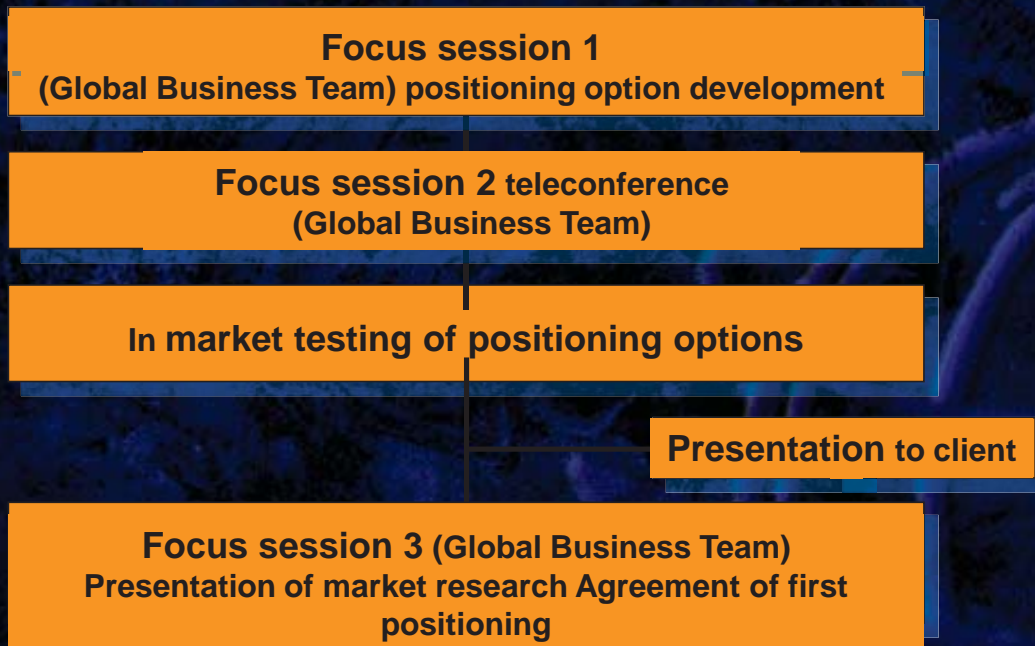 Focus session 1
(Global Business Team) positioning option development
Focus session 2 teleconference
(Global Business Team)
In market testing of positioning options
Presentation to client
Focus session 3 (Global Business Team)
Presentation of market research Agreement of first
positioning